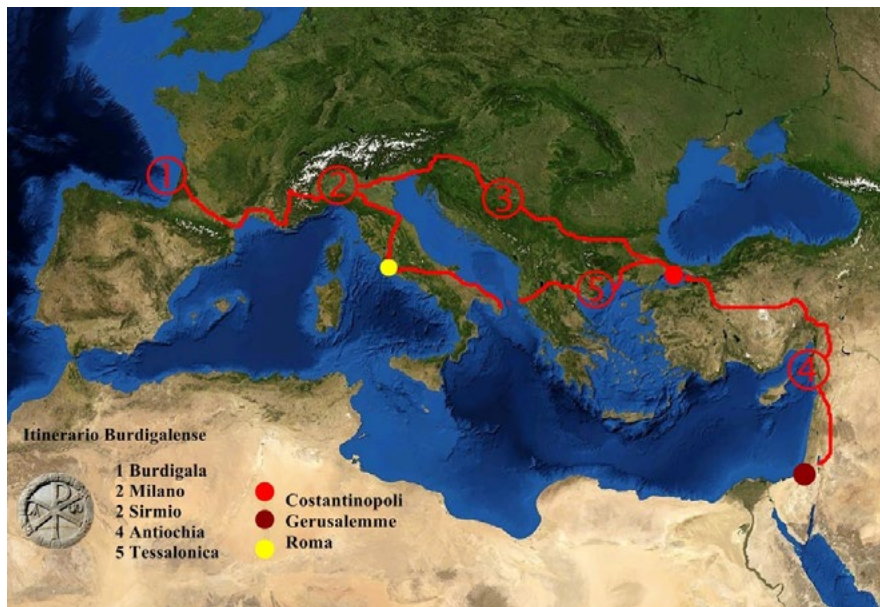 1
2
3
5
4
Itinerario Burdigalense
1 Burdigala
2 Milano
2 Sirmio
4 Antiochia
5 Tessalonica
Costantinopoli
Gerusalemme
Roma